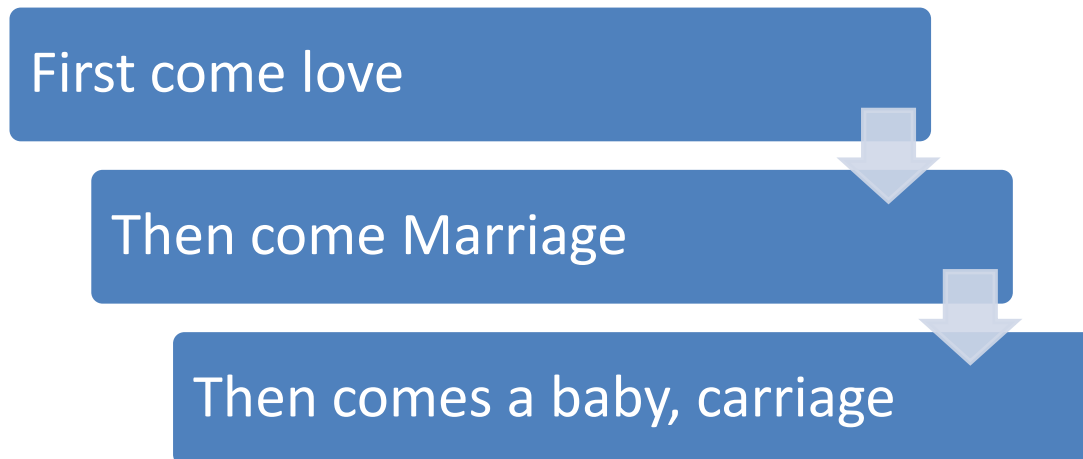 First come love
Then come Marriage
Then comes a baby, carriage